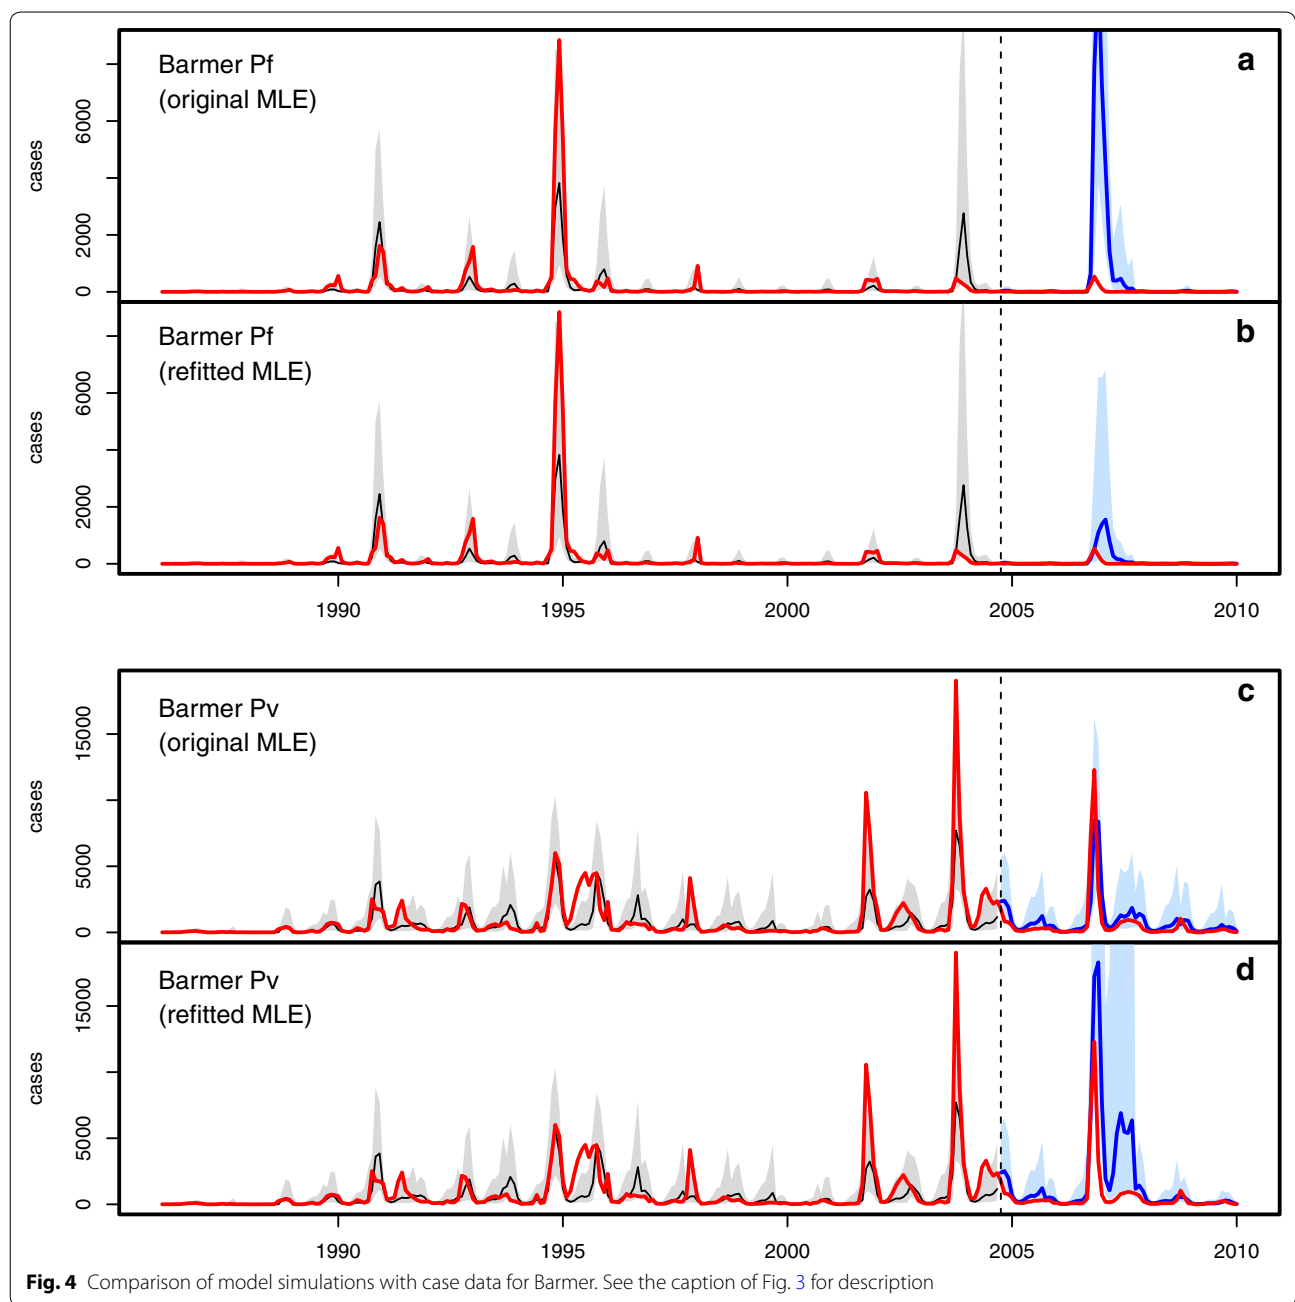 Barmer Pf
(original MLE)
a
cases
6000
2000
0
Barmer Pf
(refitted MLE)
b
cases
6000
2000
0
1990 1995 2000 2005 2010
Barmer Pv
(original MLE)
c
cases
15000
5000
0
Barmer Pv
(refitted MLE)
d
cases
15000
5000
0
1990 1995 2000 2005 2010
Fig. 4 Comparison of model simulations with case data for Barmer. See the caption of Fig. 3 for description